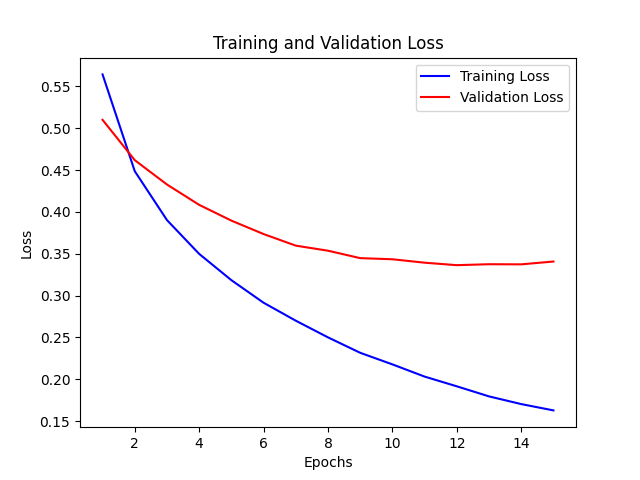 Training and Validation Loss
Training Loss
Validation Loss
Loss
0.55
0.50
0.45
0.40
0.35
0.30
0.25
0.20
0.15
2 4 6 8 10 12 14
Epochs